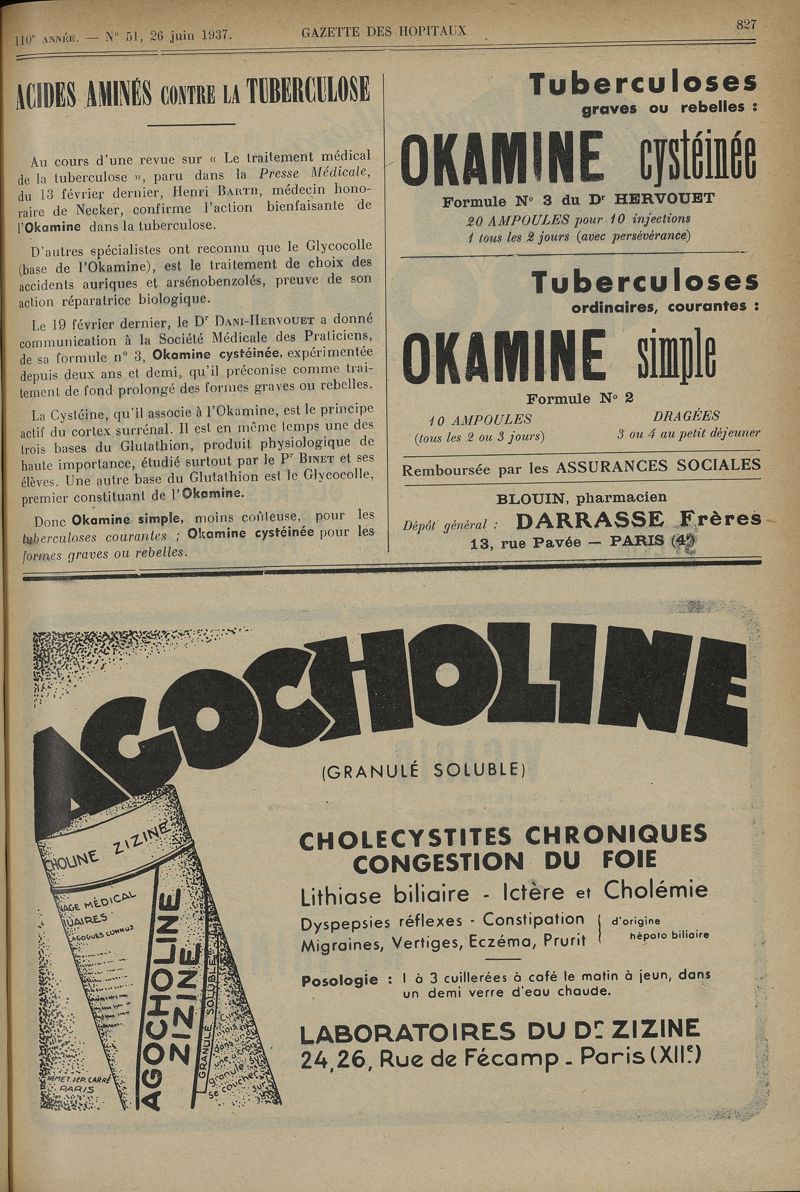 110e ANNÉE. — N° 51, 26 juin 1937.
GAZETTE DES HOPITAUX
827
ACIDES AMINÉS CONTRE LA TUBERCULOSE
Au cours d'une revue sur « Le traitement médical
de la tuberculose », paru dans la Presse Médicale,
du 13 février dernier, Henri BARTH, médecin hono-
raire de Necker, confirme l'action bienfaisante de
l'Okamine dans la tuberculose.
D'autres spécialistes ont reconnu que le Glycocolle
(base de l'Okamine), est le traitement de choix des
accidents auriques et arsénobenzolés, preuve de son
action réparatrice biologique.
Le 19 février dernier, le Dr DANI-HERVOUET a donné
communication à la Société Médicale des Praticiens,
de sa formule n° 3, Okamine cystéinée, expérimentée
depuis deux ans et demi, qu'il préconise comme trai-
tement de fond prolongé des formes graves ou rebelles.
La Cystéine, qu'il associe à l'Okamine, est le principe
actif du cortex surrénal. Il est en même temps une des
trois bases du Glutathion, produit physiologique de
haute importance, étudié surtout par le Pr BINET et ses
élèves. Une autre base du Glutathion est le Glycocolle,
premier constituant de l'Okamine.
Donc Okamine simple, moins coûteuse, pour les
tuberculoses courantes ; Okamine cystéinée pour les
formes graves ou rebelles.
Tuberculoses
graves ou rebelles :
OKAMINE cystéinée
Formule N° 3 du Dr HERVOUET
20 AMPOULES pour 10 injections
1 tous les 2 jours (avec persévérance)
Tuberculoses
ordinaires, courantes :
OKAMINE simple
Formule N° 2
10 AMPOULES
(tous les 2 ou 3 jours)
DRAGÉES
3 ou 4 au petit déjeuner
Remboursée par les ASSURANCES SOCIALES
BLOUIN, pharmacien
Dépôt général : DARRASSE Frères
13, rue Pavée — PARIS (4e)
AGOCHOLINE
(GRANULÉ SOLUBLE)
CHOLECYSTITES CHRONIQUES
CONGESTION DU FOIE
Lithiase biliaire - Ictère et Cholémie
Dyspepsies réflexes - Constipation
Migraines, Vertiges, Eczéma, Prurit
d'origine
hépato biliaire
Posologie : 1 à 3 cuillerées à café le matin à jeun, dans
un demi verre d'eau chaude.
LABORATOIRES DU Dr ZIZINE
24,26, Rue de Fécamp - Paris (XIIe)
CHOLINE ZIZINE
MÉDICAL
AGOCHOLINE
ZIZINE
GRANULÉ SOLUBLE
granulé
se coucher
PARIS